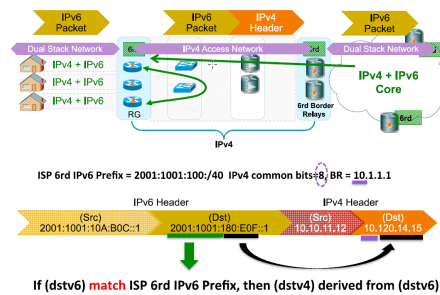 IPv6
Packet
IPv6
Packet
IPv4
Header
IPv6
Packet
Dual Stack Network
6rd
IPv4 Access Network
6rd
Dual Stack Network
IPv4 + IPv6
IPv4 + IPv6
IPv4 + IPv6
RG
6rd Border
Relays
IPv4 + IPv6
Core
6rd
6rd
IPv4
ISP 6rd IPv6 Prefix = 2001:1001:100:/40 IPv4 common bits=8, BR = 10.1.1.1
IPv6 Header
IPv4 Header
(Src)
2001:1001:10A:B0C::1
(Dst)
2001:1001:180:E0F::1
(Src)
10.10.11.12
(Dst)
10.120.14.15
If (dstv6) match ISP 6rd IPv6 Prefix, then (dstv4) derived from (dstv6)